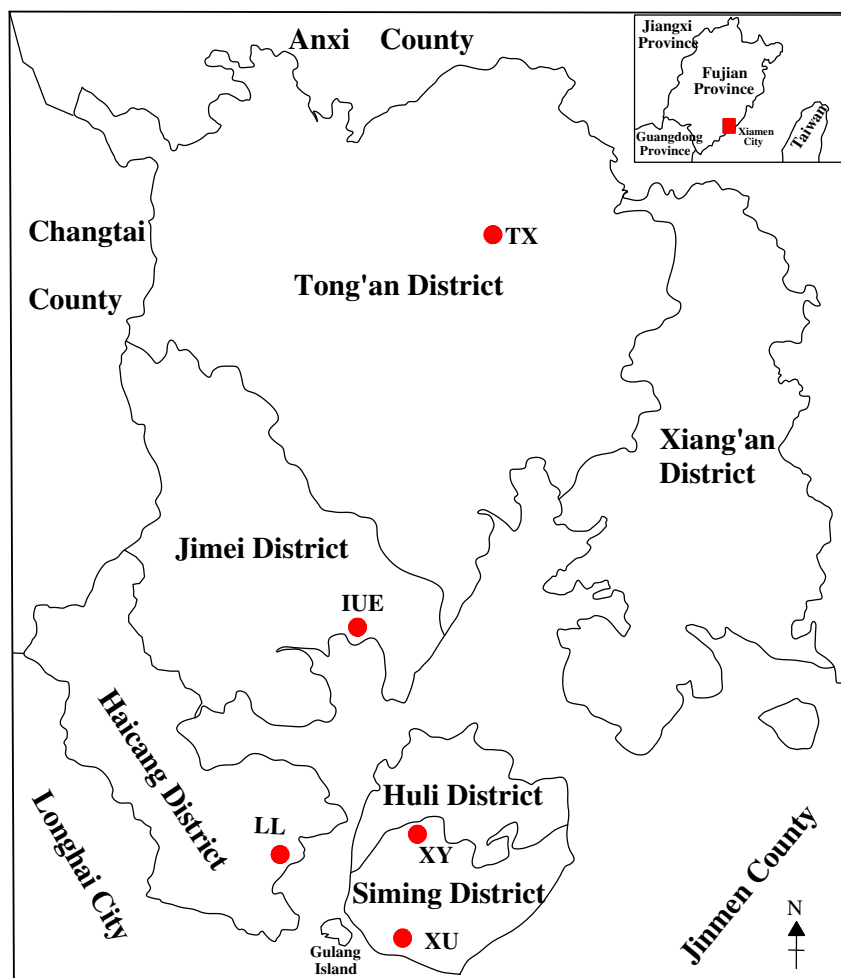 Anxi County
Jiangxi
Province
Fujian
Province
Guangdong
Province
Xiamen
City
Taiwan
Changtai
County
TX
Tong'an District
Xiang'an
District
Jimei District
IUE
Haicang District
Longhai City
LL
Huli District
XY
Siming District
XU
Gulang
Island
Jinmen County
N